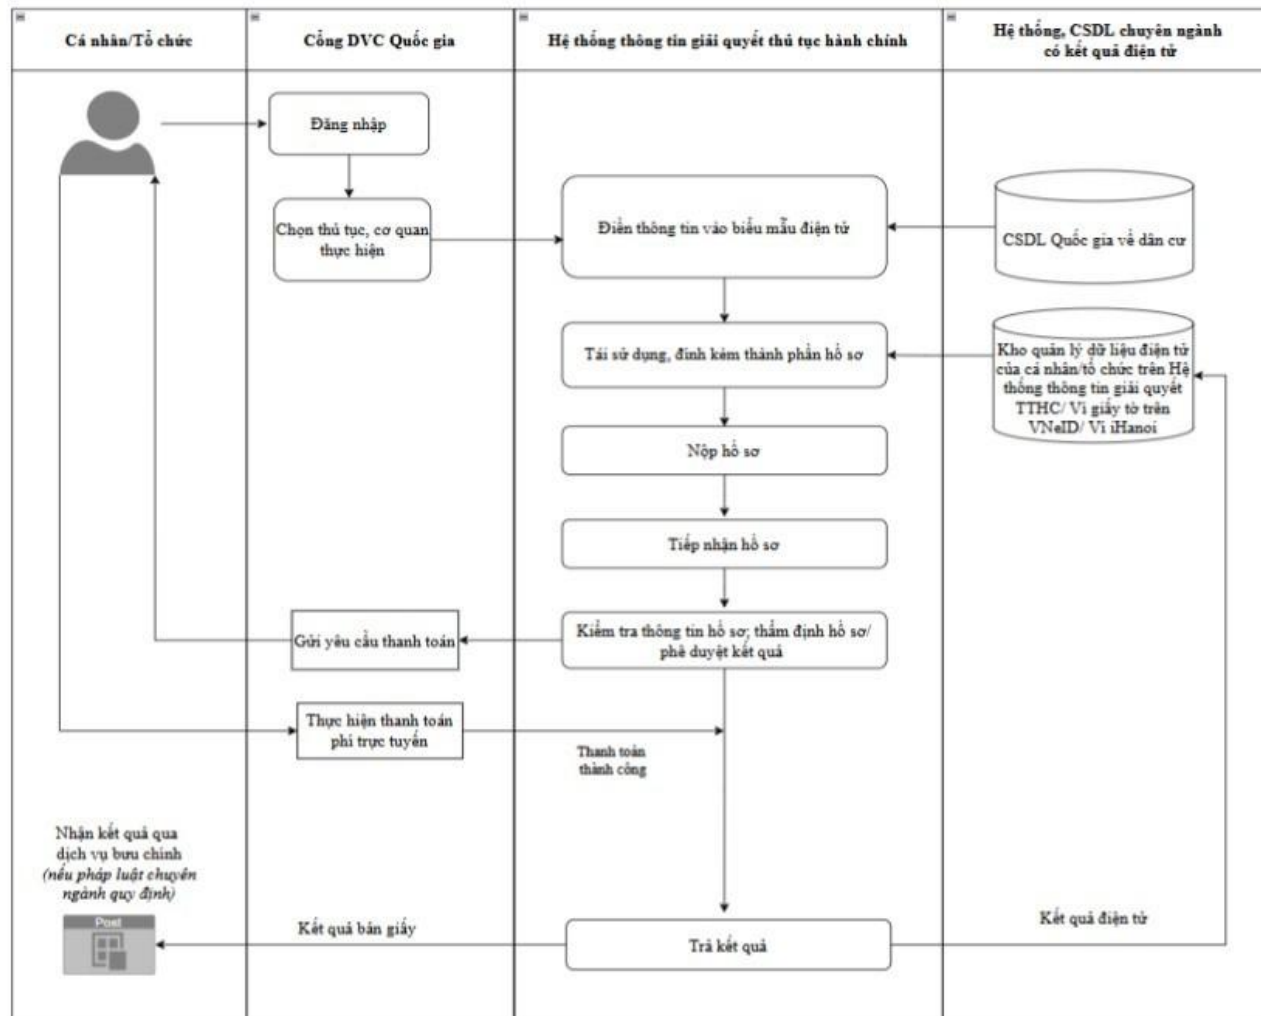 Cá nhân/Tổ chức
Cổng DVC Quốc gia
Hệ thống thông tin giải quyết thủ tục hành chính
Hệ thống, CSDL chuyên ngành
có kết quả điện tử
Đăng nhập
Chọn thủ tục, cơ quan
thực hiện
Điền thông tin vào biểu mẫu điện tử
CSDL Quốc gia về dân cư
Tái sử dụng, đính kèm thành phần hồ sơ
Kho quản lý dữ liệu điện tử
của cá nhân/tổ chức trên Hệ
thống thông tin giải quyết
TTHC/ Ví giấy tờ trên
VNeID/ Ví iHanoi
Nộp hồ sơ
Tiếp nhận hồ sơ
Gửi yêu cầu thanh toán
Kiểm tra thông tin hồ sơ; thẩm định hồ sơ/
phê duyệt kết quả
Thực hiện thanh toán
phí trực tuyến
Thanh toán
thành công
Nhận kết quả qua
dịch vụ bưu chính
(nếu pháp luật chuyên
ngành quy định)
Post
Kết quả bản giấy
Trả kết quả
Kết quả điện tử